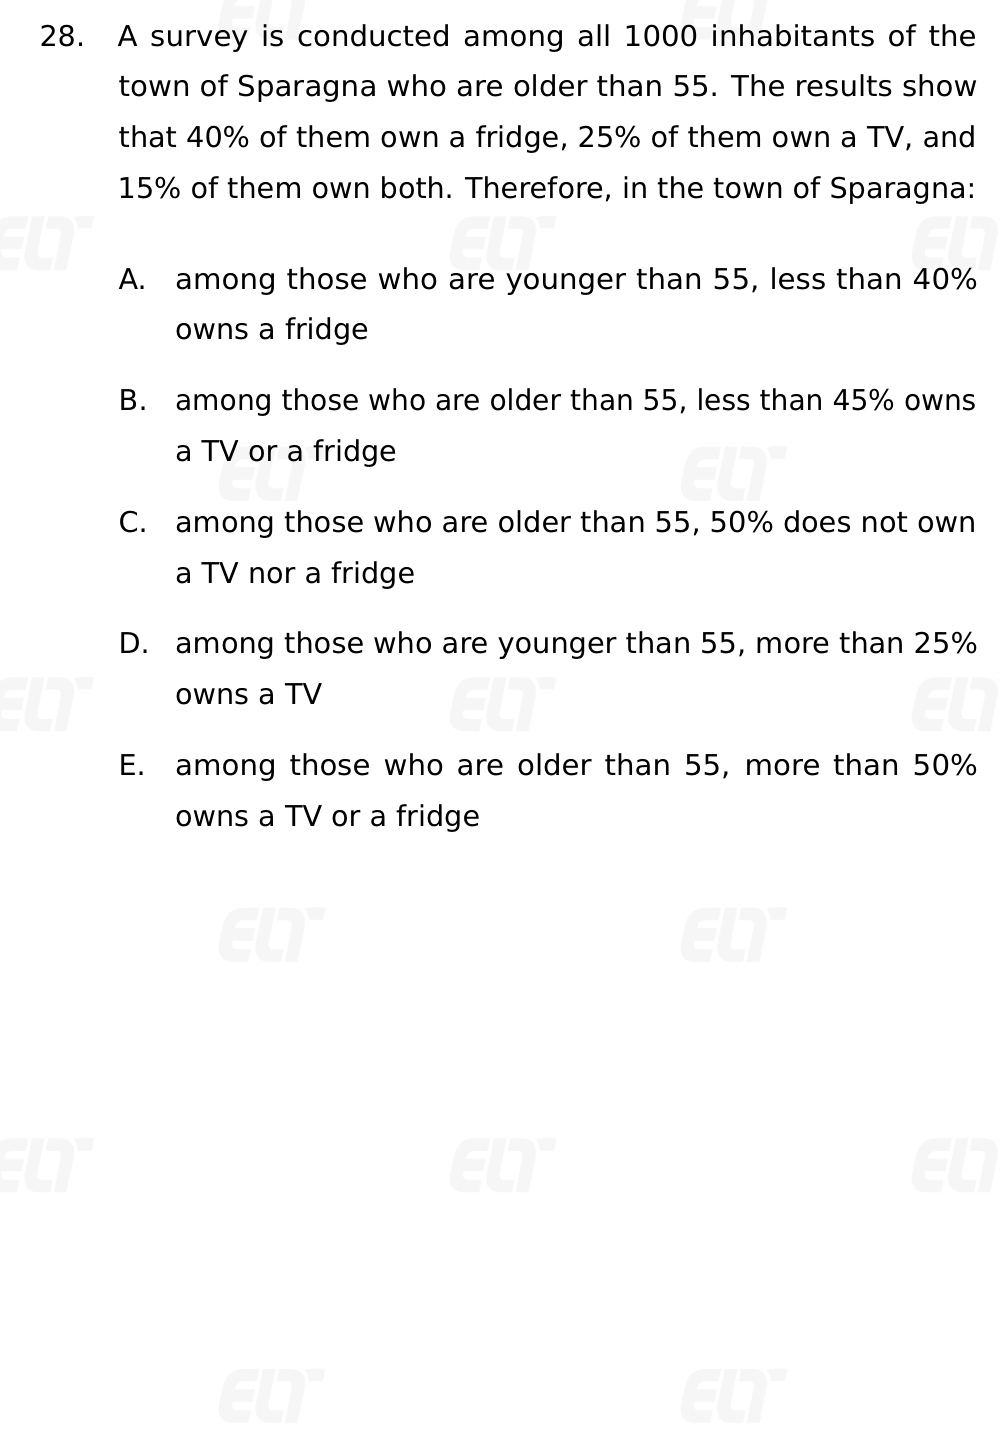 28. A survey is conducted among all 1000 inhabitants of the
town of Sparagna who are older than 55. The results show
that 40% of them own a fridge, 25% of them own a TV, and
15% of them own both. Therefore, in the town of Sparagna:
A. among those who are younger than 55, less than 40%
owns a fridge
B. among those who are older than 55, less than 45% owns
a TV or a fridge
C. among those who are older than 55, 50% does not own
a TV nor a fridge
D. among those who are younger than 55, more than 25%
owns a TV
E. among those who are older than 55, more than 50%
owns a TV or a fridge